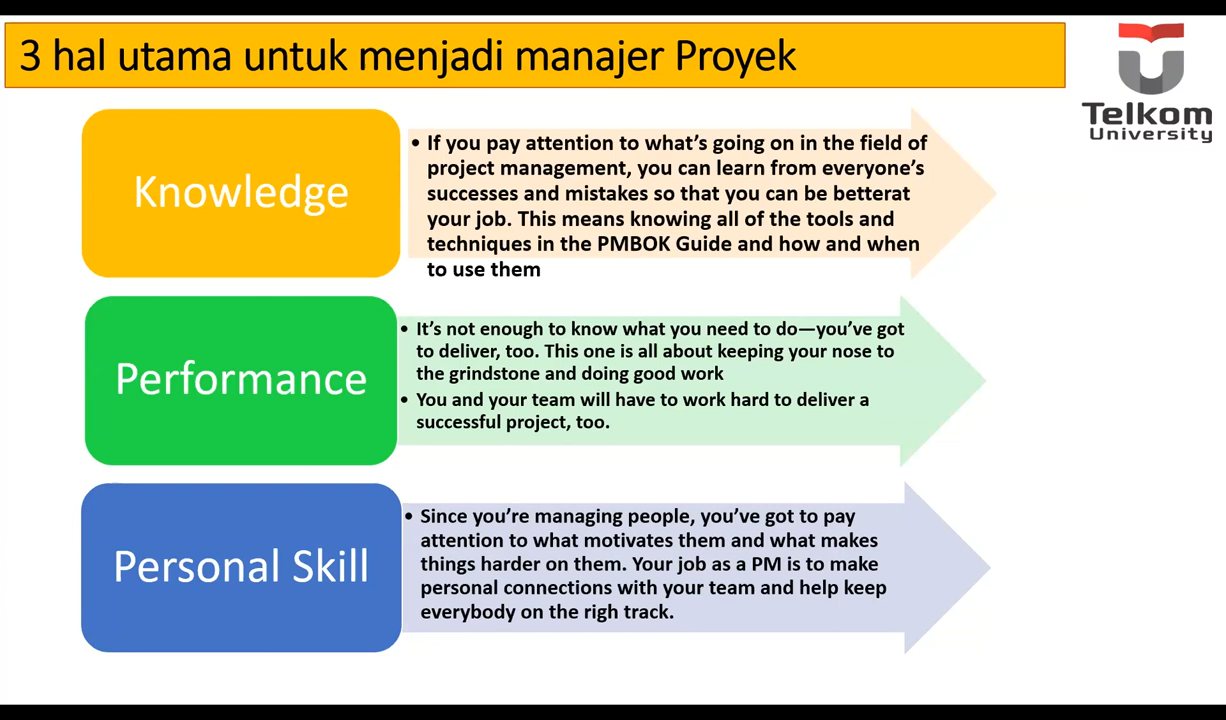 3 hal utama untuk menjadi manajer Proyek
Telkom
University
Knowledge
• If you pay attention to what's going on in the field of
project management, you can learn from everyone's
successes and mistakes so that you can be betterat
your job. This means knowing all of the tools and
techniques in the PMBOK Guide and how and when
to use them
Performance
• It's not enough to know what you need to do—you've got
to deliver, too. This one is all about keeping your nose to
the grindstone and doing good work
• You and your team will have to work hard to deliver a
successful project, too.
Personal Skill
• Since you're managing people, you've got to pay
attention to what motivates them and what makes
things harder on them. Your job as a PM is to make
personal connections with your team and help keep
everybody on the righ track.